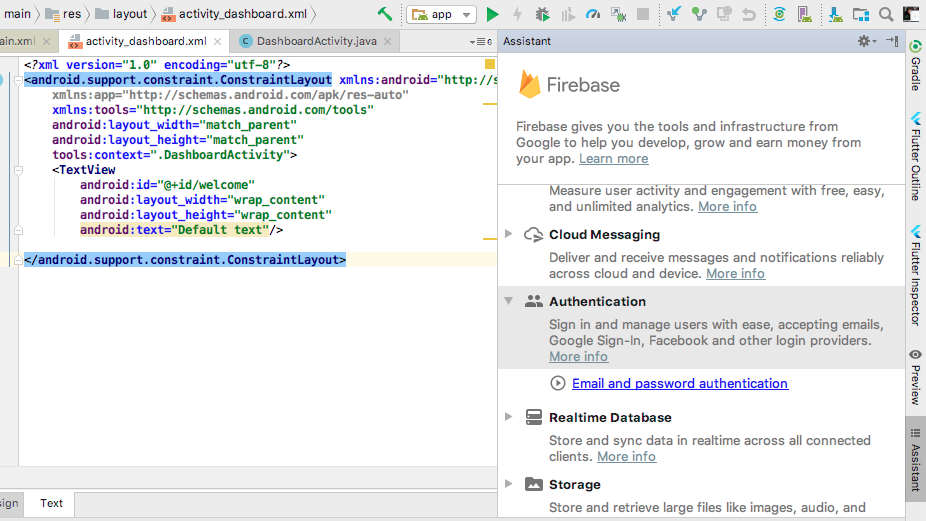 main
res
layout
activity_dashboard.xml
app
ain.xml
activity_dashboard.xml
DashboardActivity.java
6
<?xml version="1.0" encoding="utf-8"?>
<android.support.constraint.ConstraintLayout xmlns:android="http://s
xmlns:app="http://schemas.android.com/apk/res-auto"
xmlns:tools="http://schemas.android.com/tools"
android:layout_width="match_parent"
android:layout_height="match_parent"
tools:context=".DashboardActivity">
<TextView
android:id="@+id/welcome"
android:layout_width="wrap_content"
android:layout_height="wrap_content"
android:text="Default text"/>
</android.support.constraint.ConstraintLayout>
sign
Text
Assistant
Firebase
Firebase gives you the tools and infrastructure from
Google to help you develop, grow and earn money from
your app. Learn more
Measure user activity and engagement with free, easy,
and unlimited analytics. More info
Cloud Messaging
Deliver and receive messages and notifications reliably
across cloud and device. More info
Authentication
Sign in and manage users with ease, accepting emails,
Google Sign-In, Facebook and other login providers.
More info
Email and password authentication
Realtime Database
Store and sync data in realtime across all connected
clients. More info
Storage
Store and retrieve large files like images, audio, and
Gradle
Flutter Outline
Flutter Inspector
Preview
Assistant